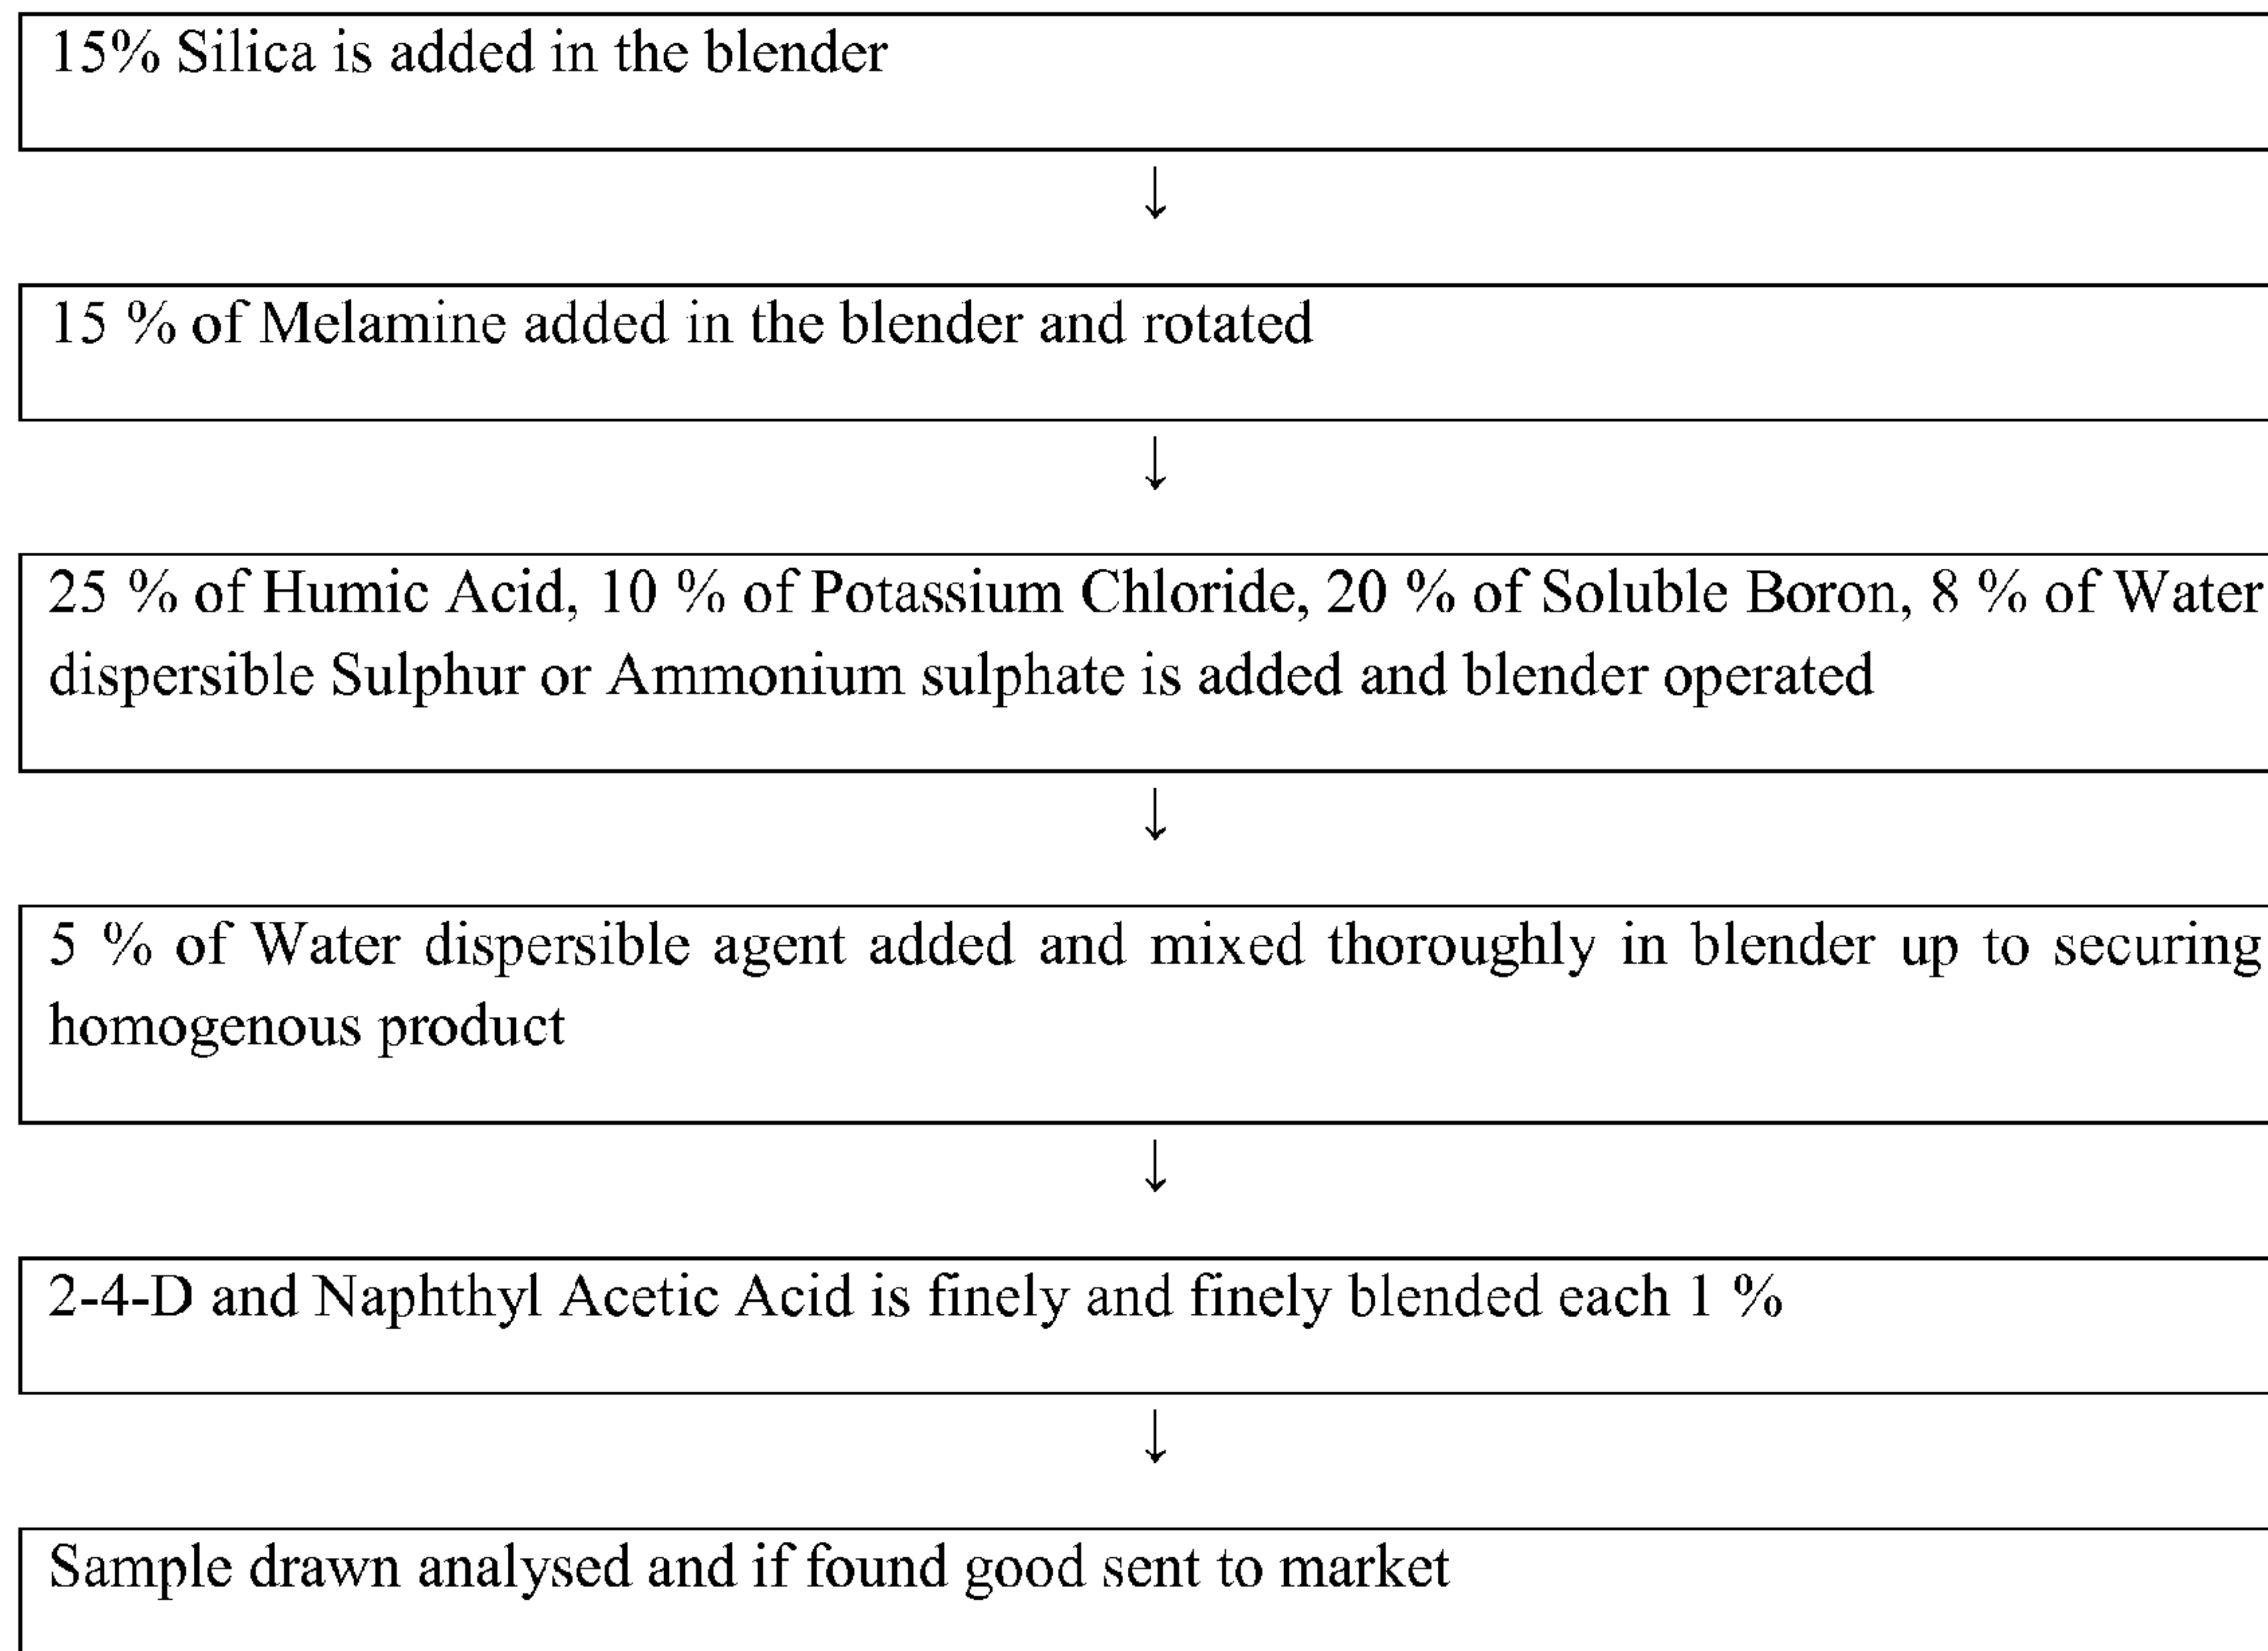 15% Silica is added in the blender
↓
15 % of Melamine added in the blender and rotated
↓
25 % of Humic Acid, 10 % of Potassium Chloride, 20 % of Soluble Boron, 8 % of Water
dispersible Sulphur or Ammonium sulphate is added and blender operated
↓
5 % of Water dispersible agent added and mixed thoroughly in blender up to securing
homogenous product
↓
2-4-D and Naphthyl Acetic Acid is finely and finely blended each 1 %
↓
Sample drawn analysed and if found good sent to market